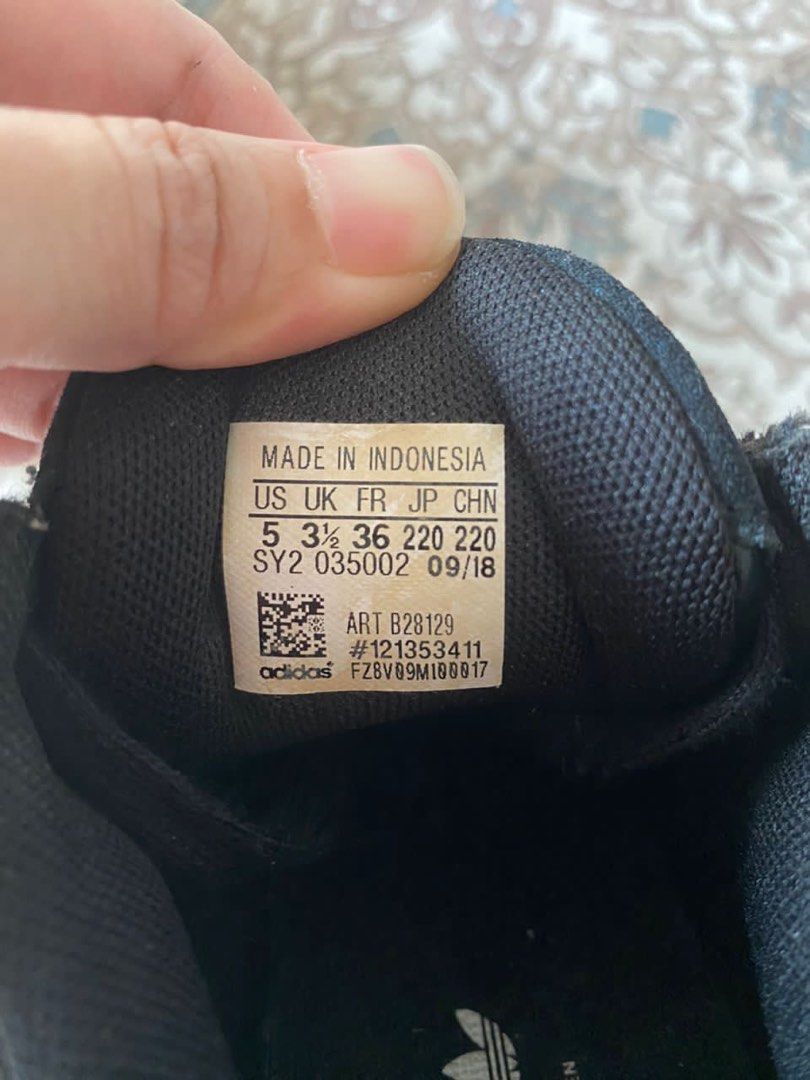 MADE IN INDONESIA
US UK FR JP CHN
5 3½ 36 220 220
SY2 035002 09/18
ART B28129
#121353411
adidas FZ8V09M100017